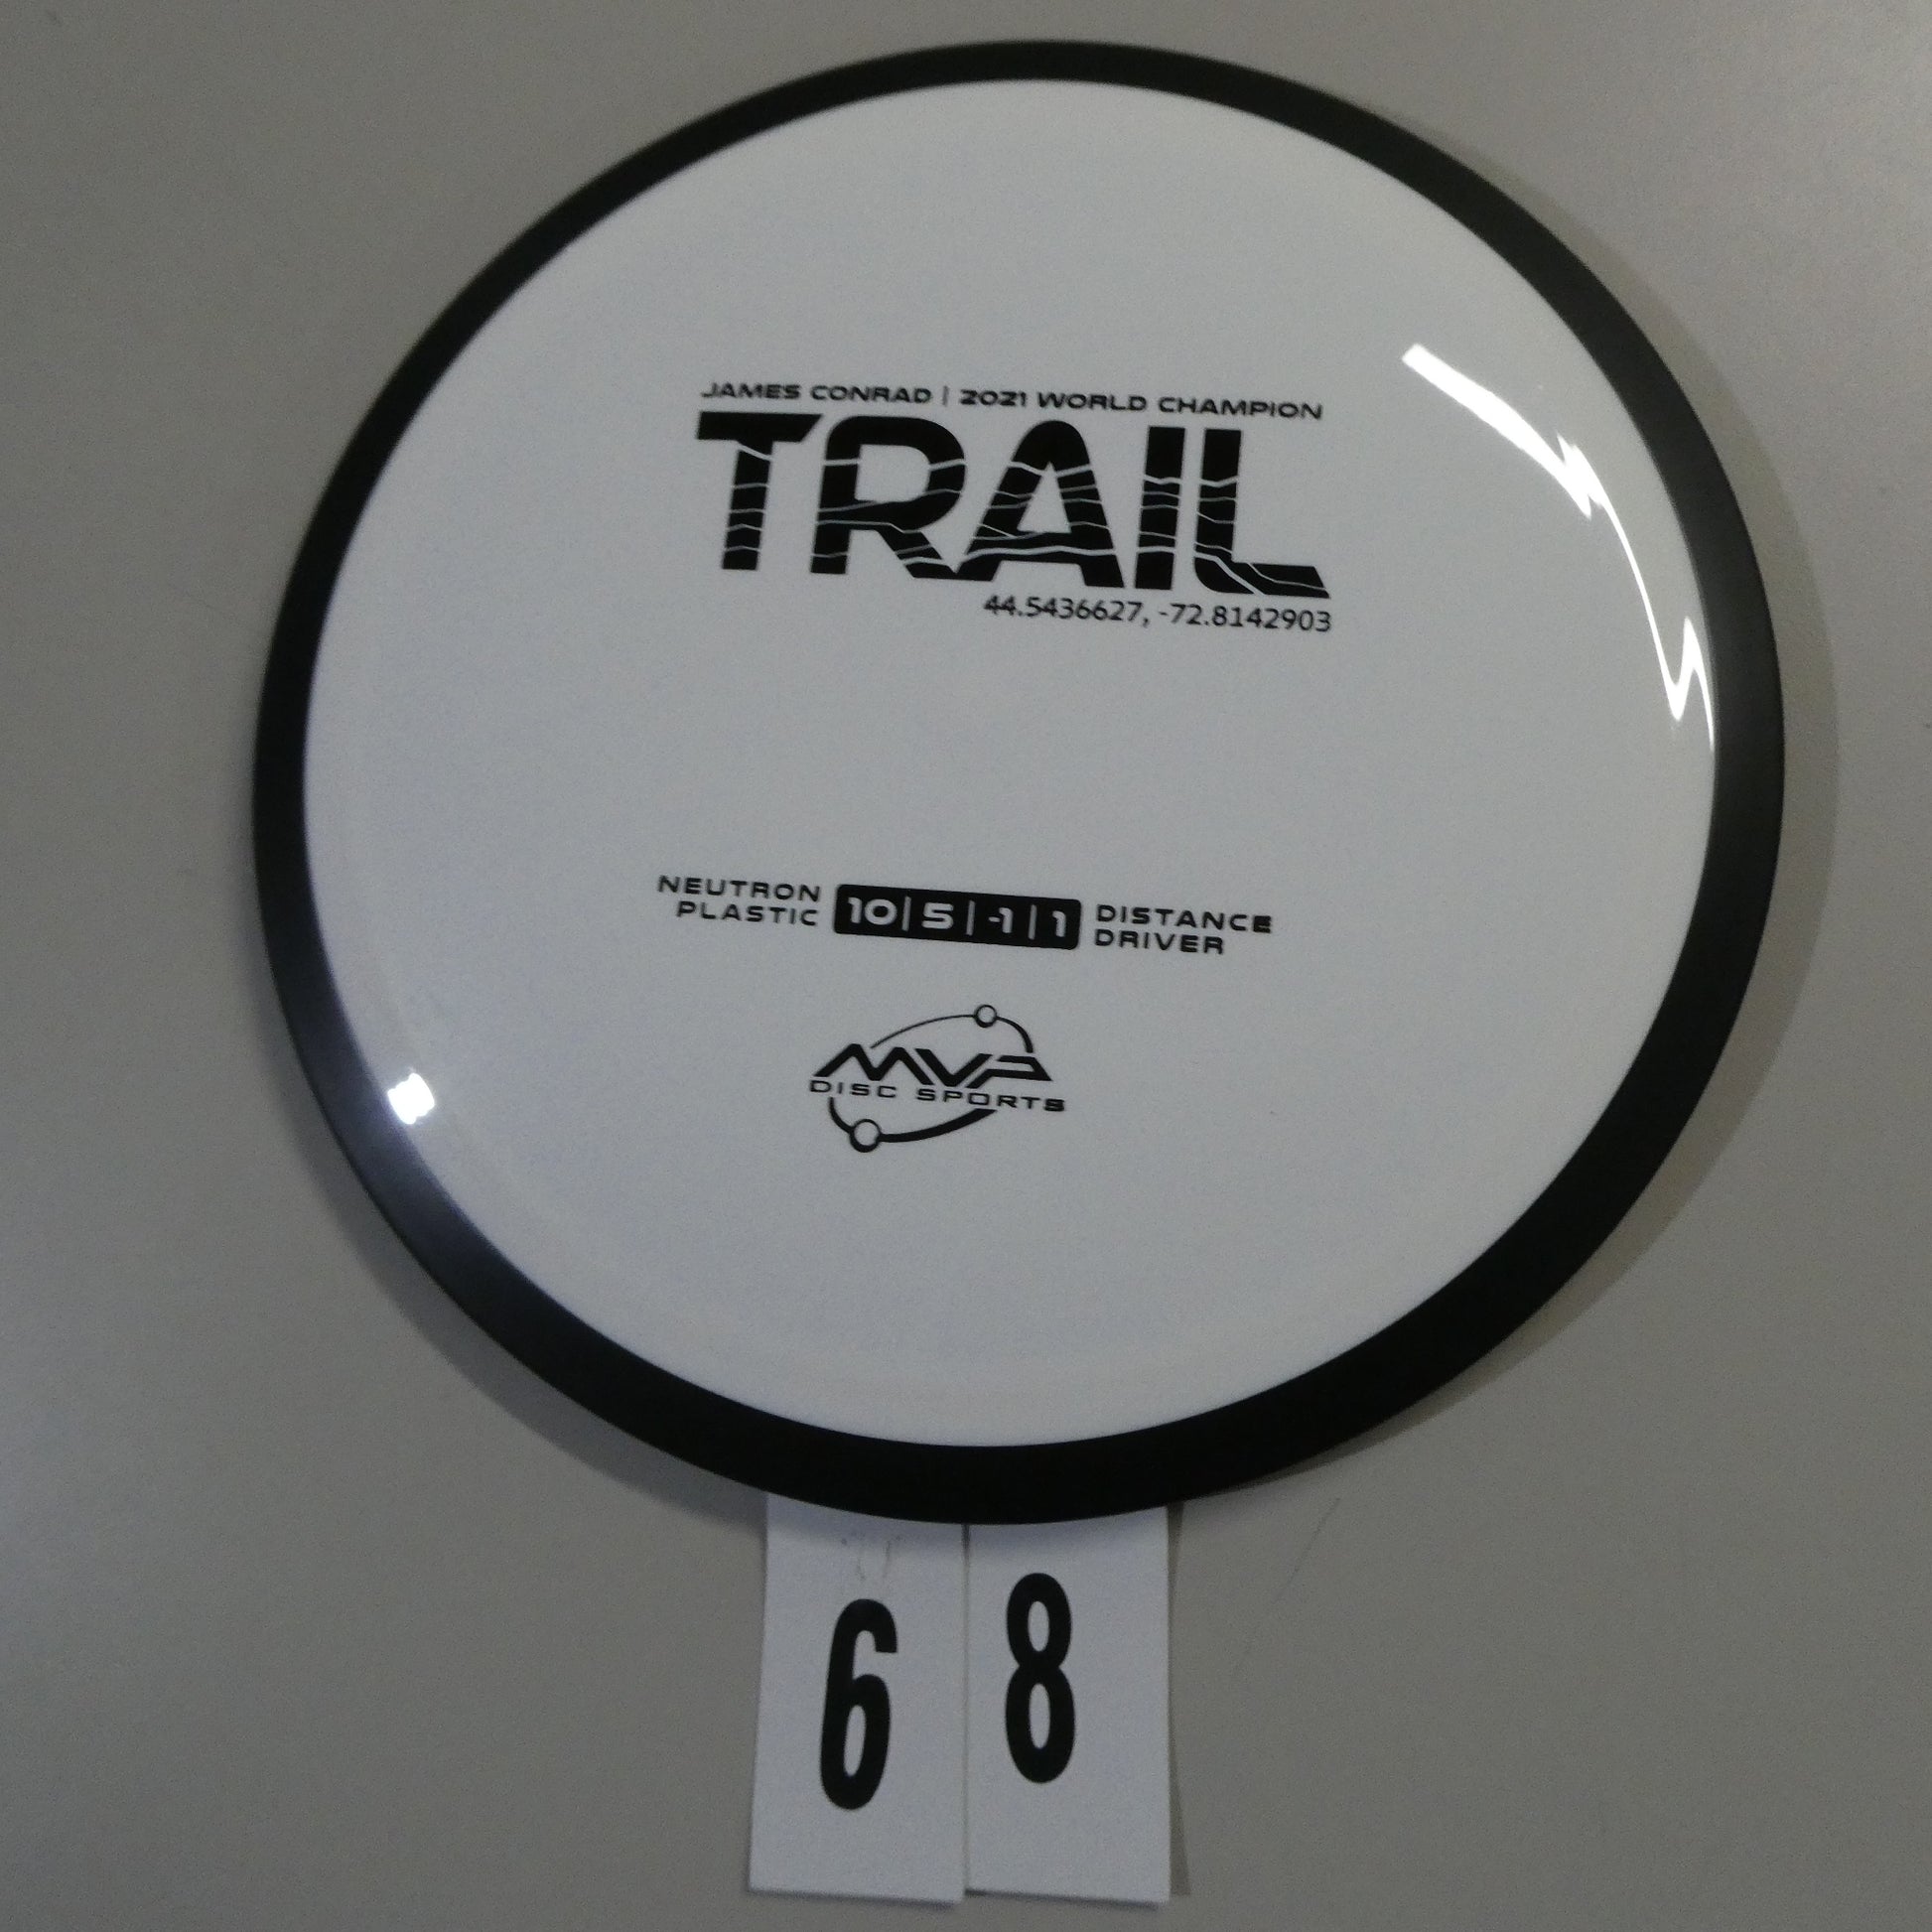 JAMES CONRAD | 2021 WORLD CHAMPION
TRAIL
44.5436627, -72.8142903
NEUTRON PLASTIC 10 | 5 | -1 | 1 DISTANCE DRIVER
MVP
DISC SPORTS
6 8